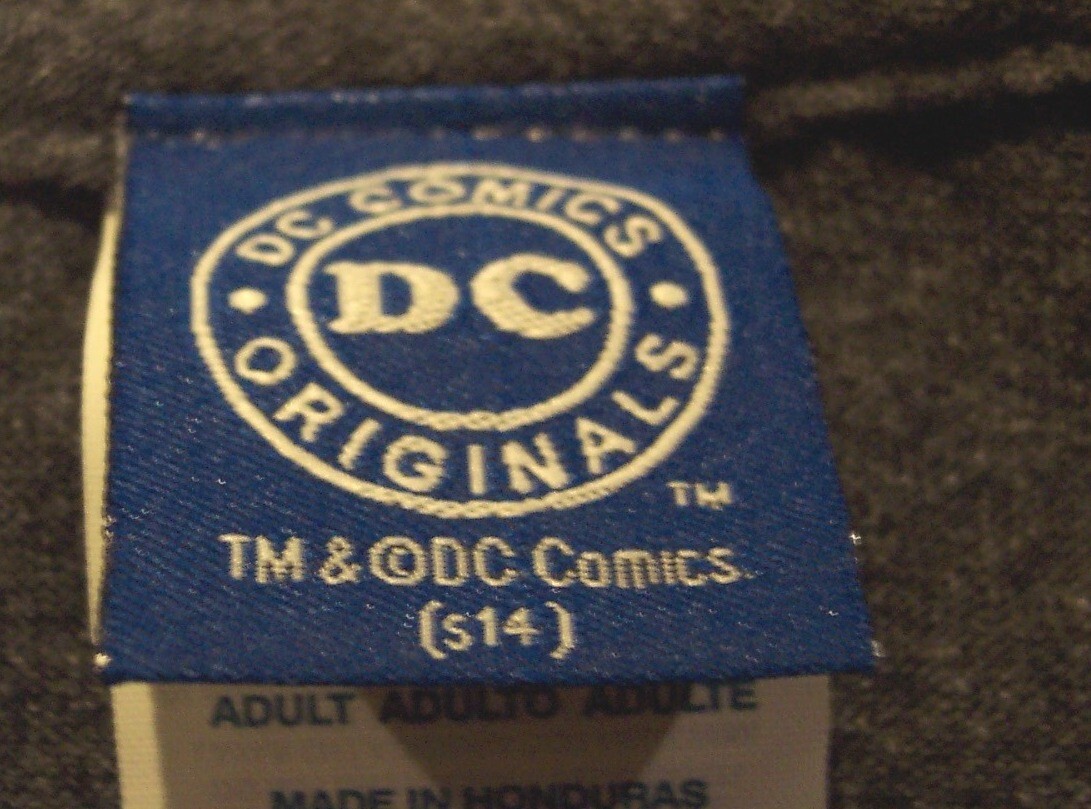 DC COMICS
DC
ORIGINALS
TM
TM & ©DC Comics.
(s14)
ADULT ADULTO ADULTE
MADE IN HONDURAS